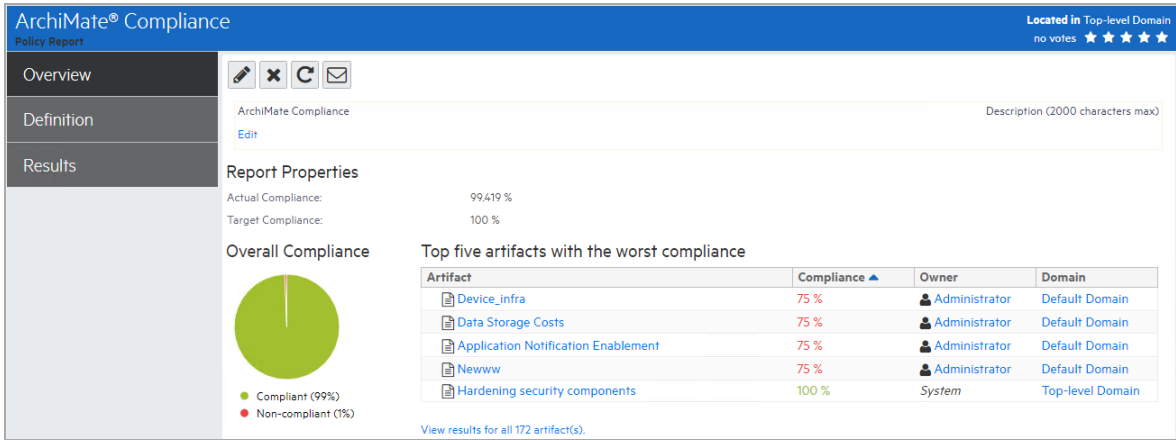 ArchiMate® Compliance
Policy Report
Located in Top-level Domain
no votes
Overview
Definition
Results
ArchiMate Compliance
Description (2000 characters max)
Edit
Report Properties
Actual Compliance: 99.419 %
Target Compliance: 100 %
Overall Compliance
Compliant (99%)
Non-compliant (1%)
Top five artifacts with the worst compliance
Artifact Compliance Owner Domain
Device_infra 75 % Administrator Default Domain
Data Storage Costs 75 % Administrator Default Domain
Application Notification Enablement 75 % Administrator Default Domain
Newww 75 % Administrator Default Domain
Hardening security components 100 % System Top-level Domain
View results for all 172 artifact(s).